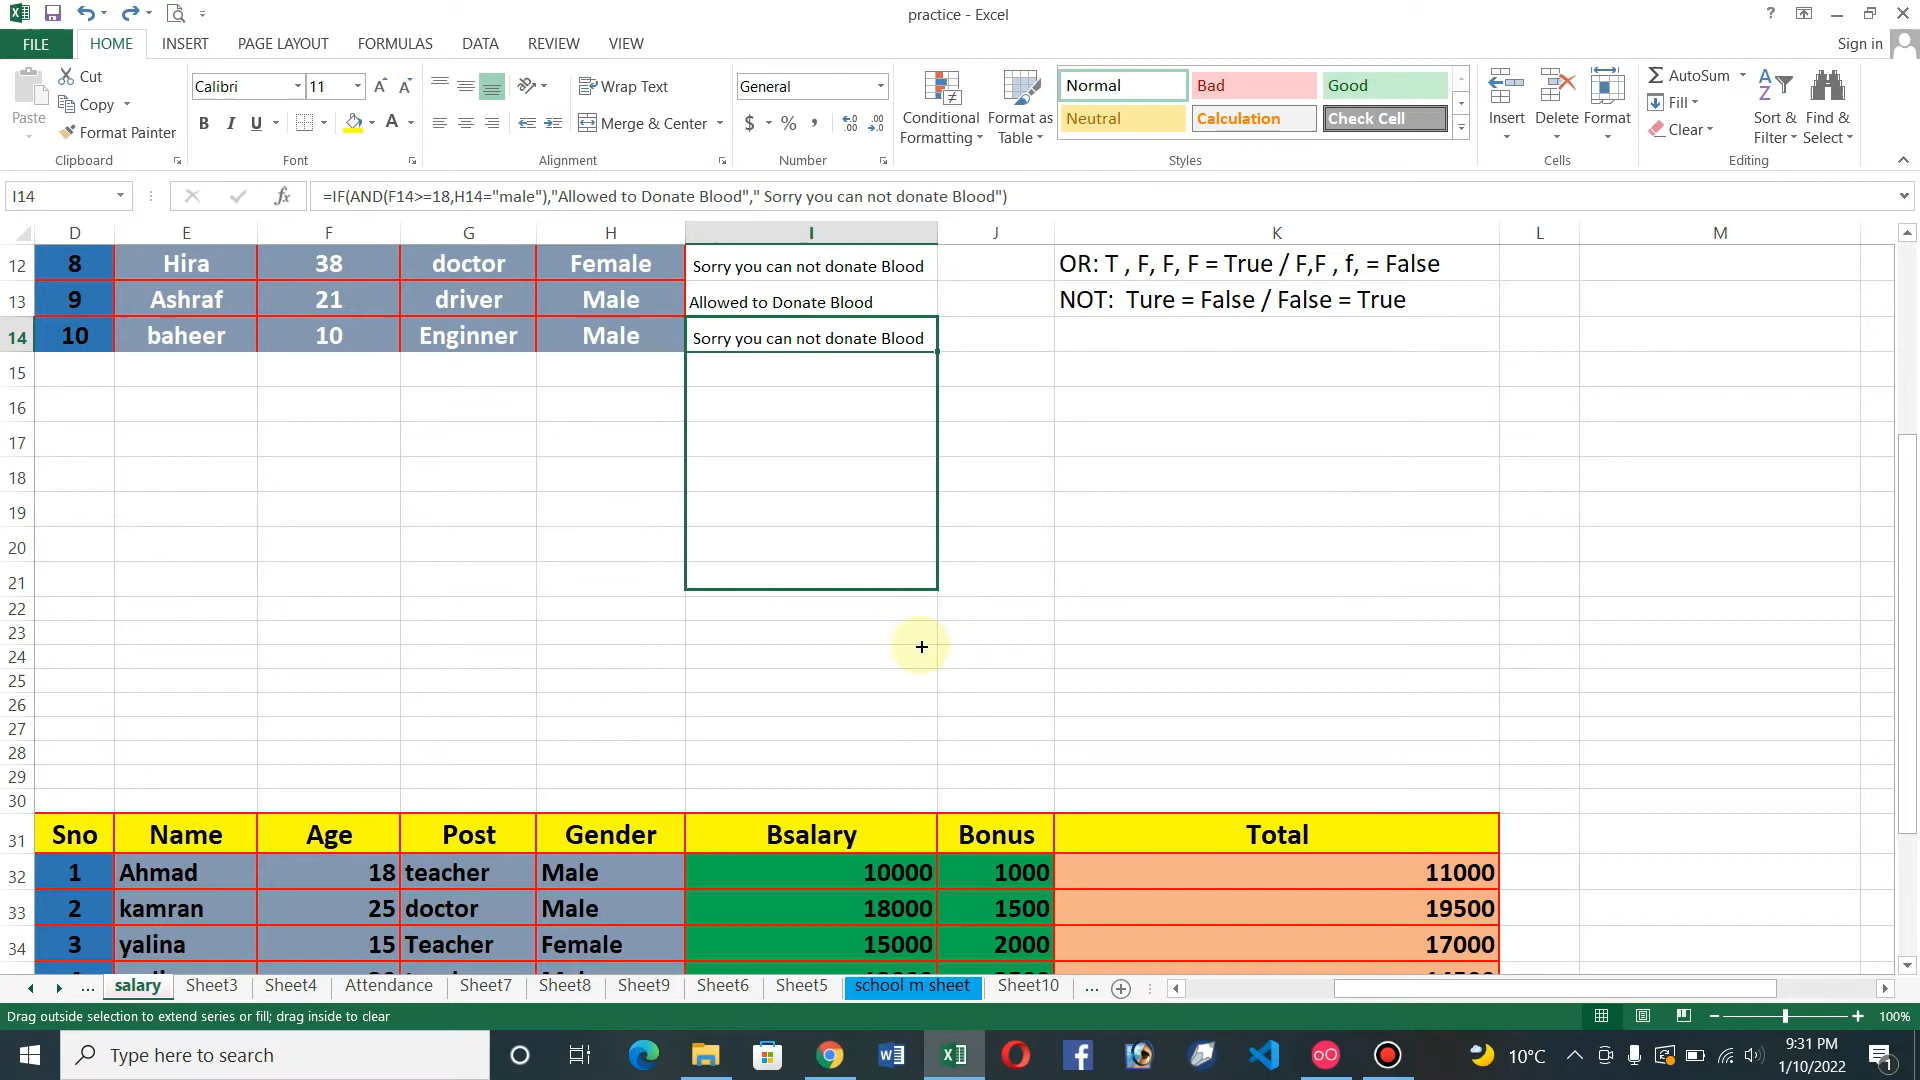 practice - Excel
?
FILE HOME INSERT PAGE LAYOUT FORMULAS DATA REVIEW VIEW Sign in
Paste
Cut
Copy
Format Painter
Clipboard
Calibri 11
B I U
Font
Wrap Text
Merge & Center
Alignment
General
$ %
Number
Conditional Formatting
Format as Table
Normal Bad Good
Neutral Calculation Check Cell
Styles
Insert Delete Format
Cells
AutoSum
Fill
Clear
Sort & Filter
Find & Select
Editing
I14 fx =IF(AND(F14>=18,H14="male"),"Allowed to Donate Blood"," Sorry you can not donate Blood")
D E F G H I J K L M
12 8 Hira 38 doctor Female Sorry you can not donate Blood OR: T , F, F, F = True / F,F , f, = False
13 9 Ashraf 21 driver Male Allowed to Donate Blood NOT: Ture = False / False = True
14 10 baheer 10 Enginner Male Sorry you can not donate Blood
15
16
17
18
19
20
21
22
23
24
25
26
27
28
29
30
31 Sno Name Age Post Gender Bsalary Bonus Total
32 1 Ahmad 18 teacher Male 10000 1000 11000
33 2 kamran 25 doctor Male 18000 1500 19500
34 3 yalina 15 Teacher Female 15000 2000 17000
... salary Sheet3 Sheet4 Attendance Sheet7 Sheet8 Sheet9 Sheet6 Sheet5 school m sheet Sheet10 ...
Drag outside selection to extend series or fill; drag inside to clear 100%
Type here to search
10°C
9:31 PM
1/10/2022
1